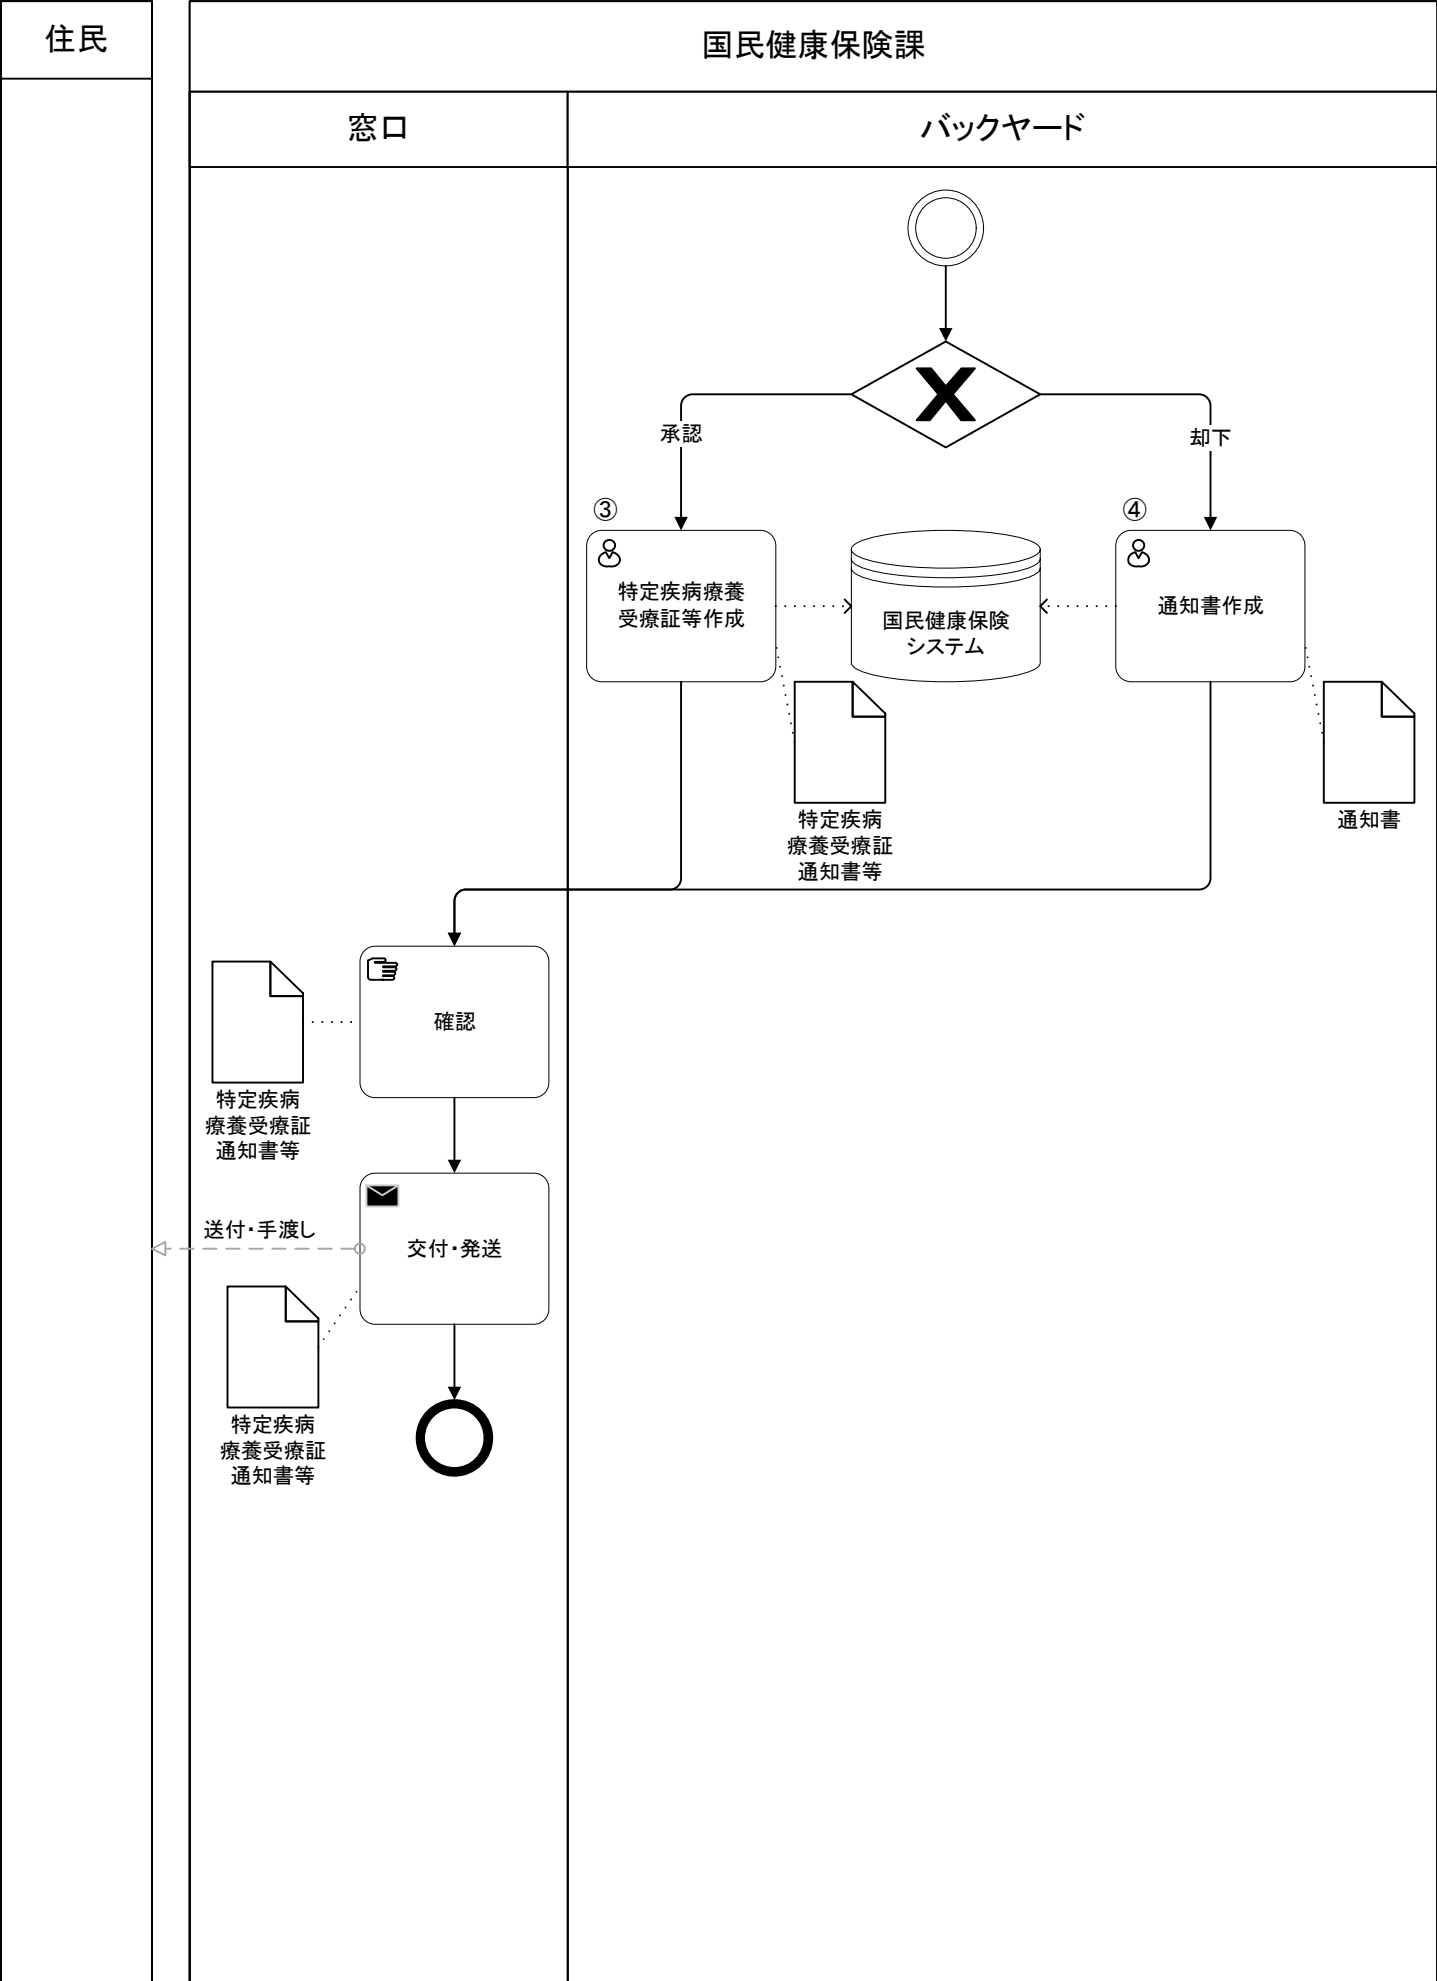 住民
国民健康保険課
窓口
バックヤード
承認
却下
③
④
特定疾病療養
受療証等作成
国民健康保険
システム
通知書作成
特定疾病
療養受療証
通知書等
通知書
確認
特定疾病
療養受療証
通知書等
送付・手渡し
交付・発送
特定疾病
療養受療証
通知書等